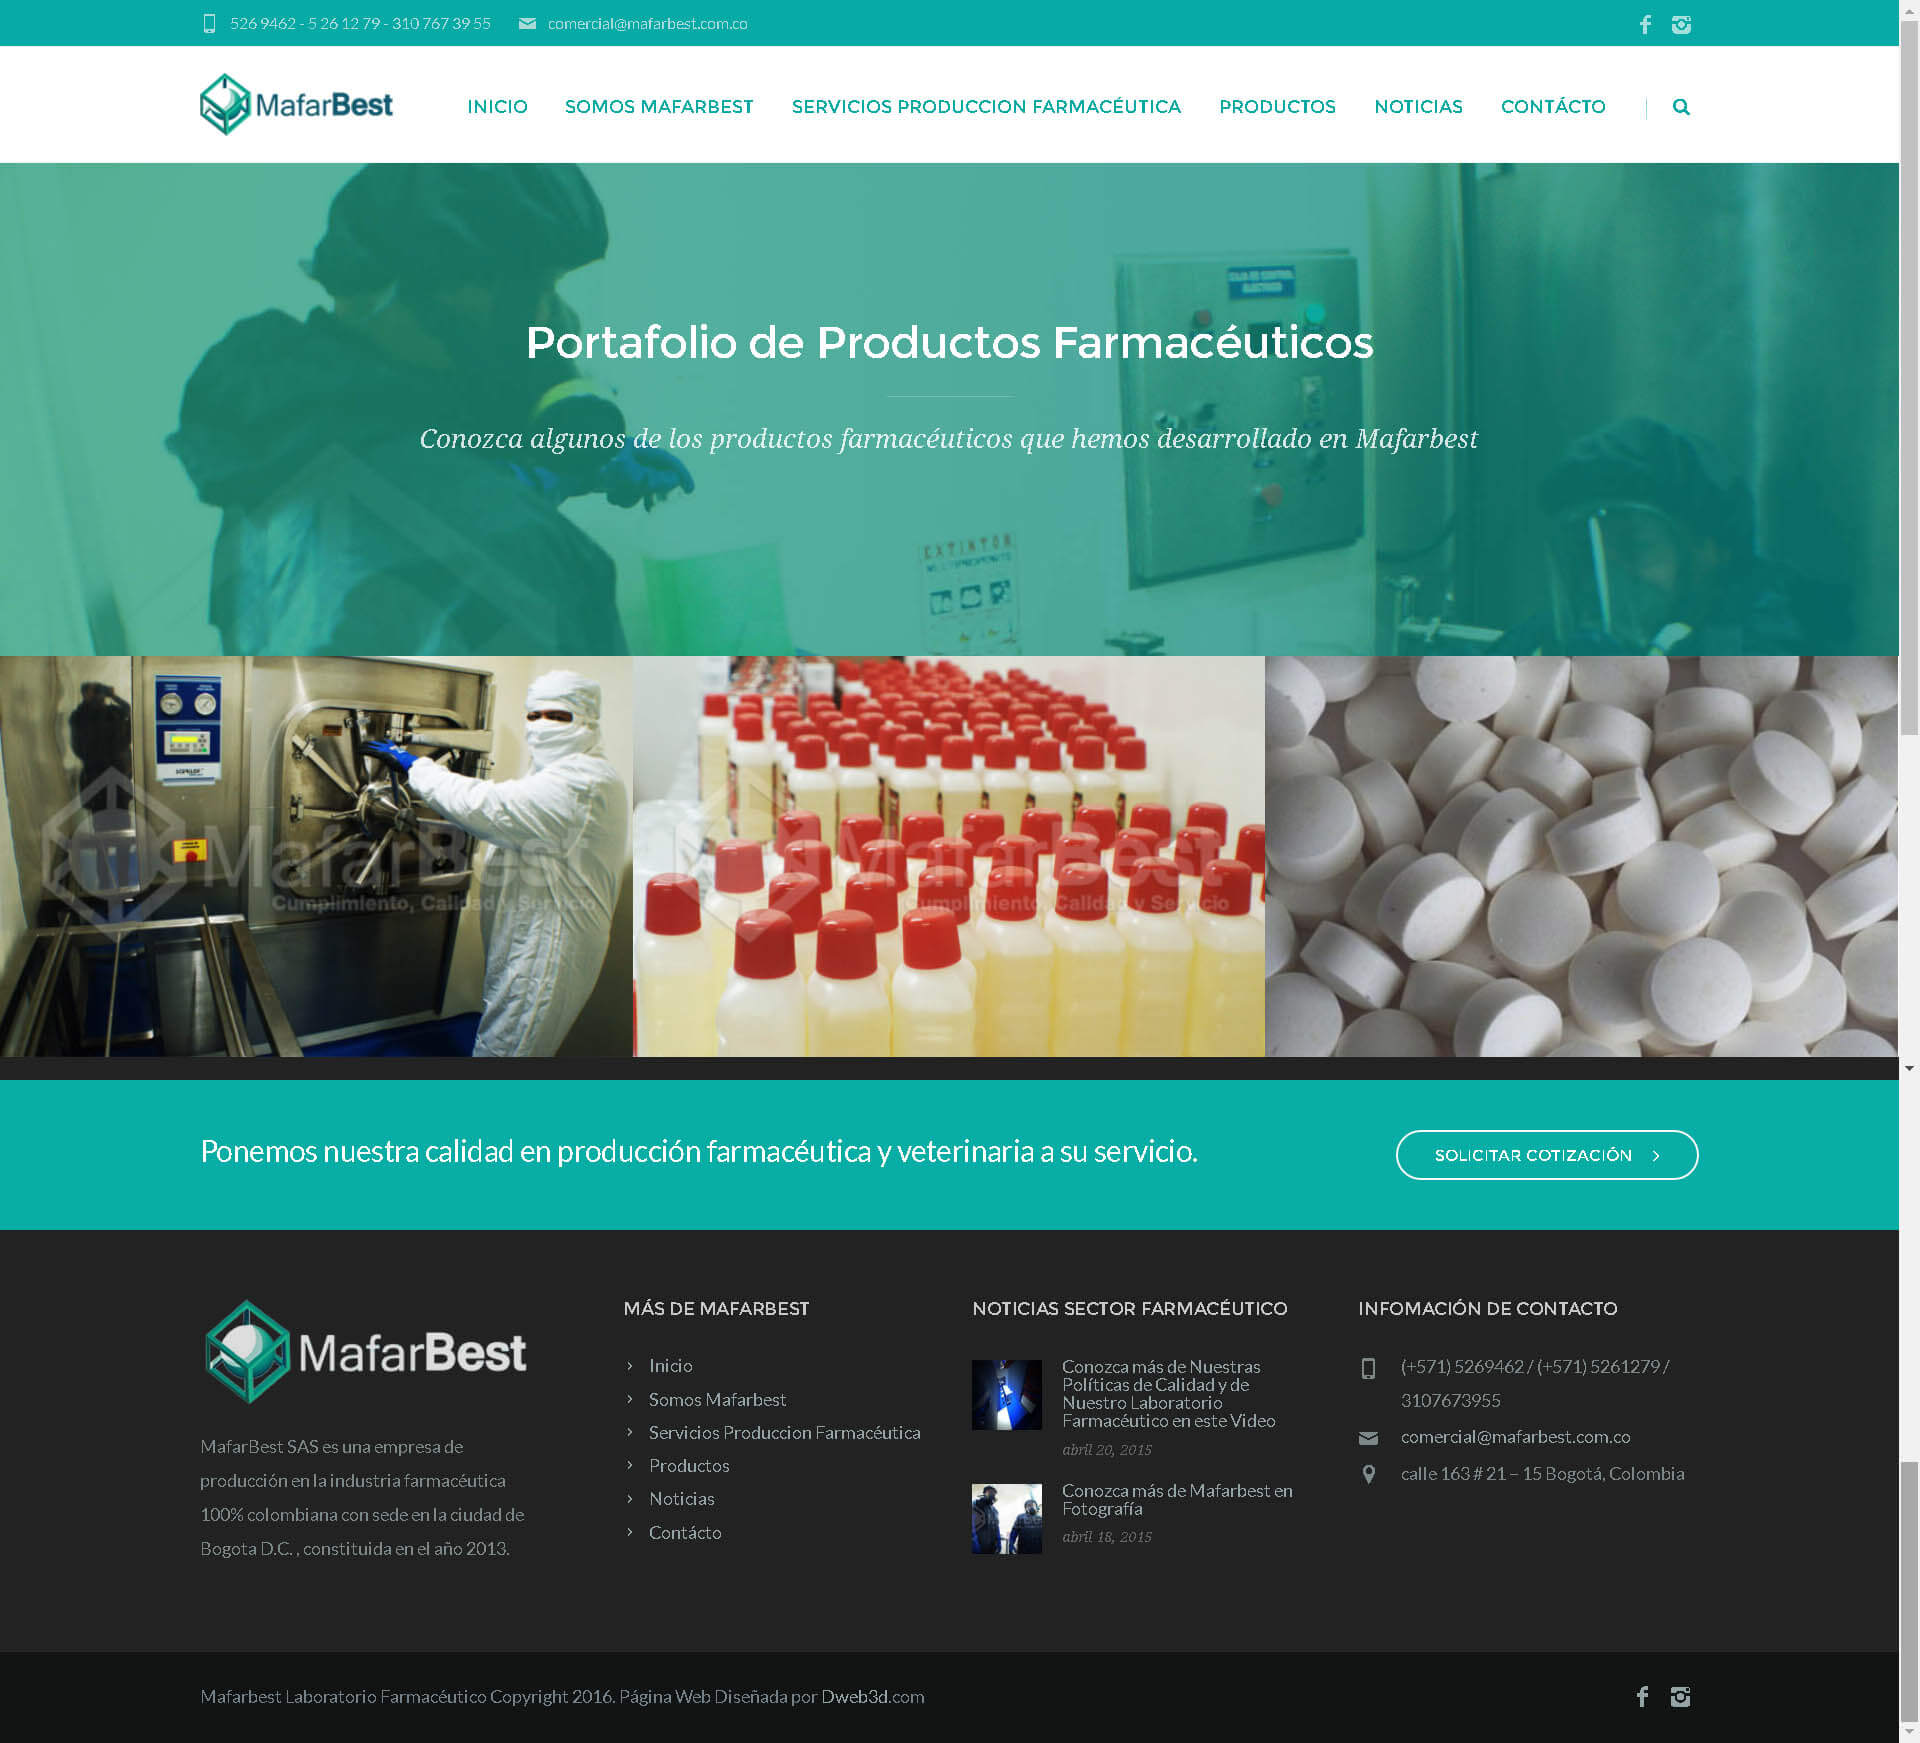 526 9462 - 5 26 12 79 - 310 767 39 55 comercial@mafarbest.com.co
MafarBest INICIO SOMOS MAFARBEST SERVICIOS PRODUCCION FARMACÉUTICA PRODUCTOS NOTICIAS CONTÁCTO
Portafolio de Productos Farmacéuticos
Conozca algunos de los productos farmacéuticos que hemos desarrollado en Mafarbest
EXTINTOR
MafarBest
Cumplimiento, Calidad y Servicio
MafarBest
Cumplimiento, Calidad y Servicio
Ponemos nuestra calidad en producción farmacéutica y veterinaria a su servicio.
SOLICITAR COTIZACIÓN
MafarBest
MafarBest SAS es una empresa de
producción en la industria farmacéutica
100% colombiana con sede en la ciudad de
Bogota D.C. , constituida en el año 2013.
MÁS DE MAFARBEST
Inicio
Somos Mafarbest
Servicios Produccion Farmacéutica
Productos
Noticias
Contácto
NOTICIAS SECTOR FARMACÉUTICO
Conozca más de Nuestras
Políticas de Calidad y de
Nuestro Laboratorio
Farmacéutico en este Video
abril 20, 2015
Conozca más de Mafarbest en
Fotografía
abril 18, 2015
INFOMACIÓN DE CONTACTO
(+571) 5269462 / (+571) 5261279 /
3107673955
comercial@mafarbest.com.co
calle 163 # 21 – 15 Bogotá, Colombia
Mafarbest Laboratorio Farmacéutico Copyright 2016. Página Web Diseñada por Dweb3d.com